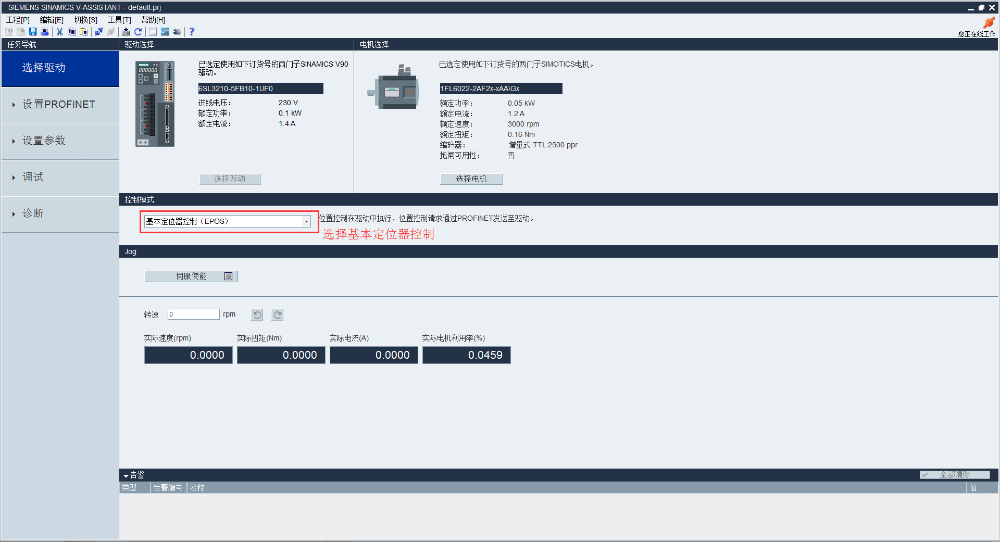 SIEMENS SINAMICS V-ASSISTANT - default.prj
工程[P] 编辑[E] 切换[S] 工具[T] 帮助[H]
您正在线工作
任务导航
选择驱动
设置PROFINET
设置参数
调试
诊断
驱动选择
已选定使用如下订货号的西门子SINAMICS V90
驱动。
6SL3210-5FB10-1UF0
进线电压： 230 V
额定功率： 0.1 kW
额定电流： 1.4 A
选择驱动
电机选择
已选定使用如下订货号的西门子SIMOTICS电机。
1FL6022-2AF2x-xAA\Gx
额定功率： 0.05 kW
额定电流： 1.2 A
额定速度： 3000 rpm
额定扭矩： 0.16 Nm
编码器： 增量式 TTL 2500 ppr
抱闸可用性： 否
选择电机
控制模式
基本定位器控制（EPOS）
位置控制在驱动中执行，位置控制请求通过PROFINET发送至驱动。
选择基本定位器控制
Jog
伺服使能
转速 0 rpm
实际速度(rpm) 实际扭矩(Nm) 实际电流(A) 实际电机利用率(%)
0.0000 0.0000 0.0000 0.0459
告警 全部清除
类型 告警编号 名称 值